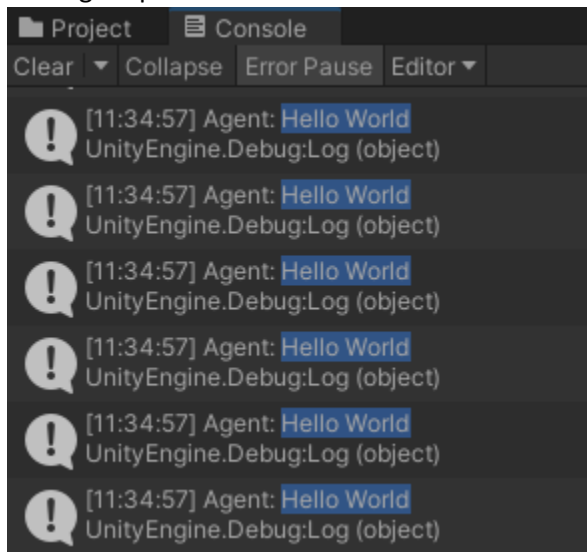 Project Console
Clear Collapse Error Pause Editor
[11:34:57] Agent: Hello World
UnityEngine.Debug:Log (object)
[11:34:57] Agent: Hello World
UnityEngine.Debug:Log (object)
[11:34:57] Agent: Hello World
UnityEngine.Debug:Log (object)
[11:34:57] Agent: Hello World
UnityEngine.Debug:Log (object)
[11:34:57] Agent: Hello World
UnityEngine.Debug:Log (object)
[11:34:57] Agent: Hello World
UnityEngine.Debug:Log (object)